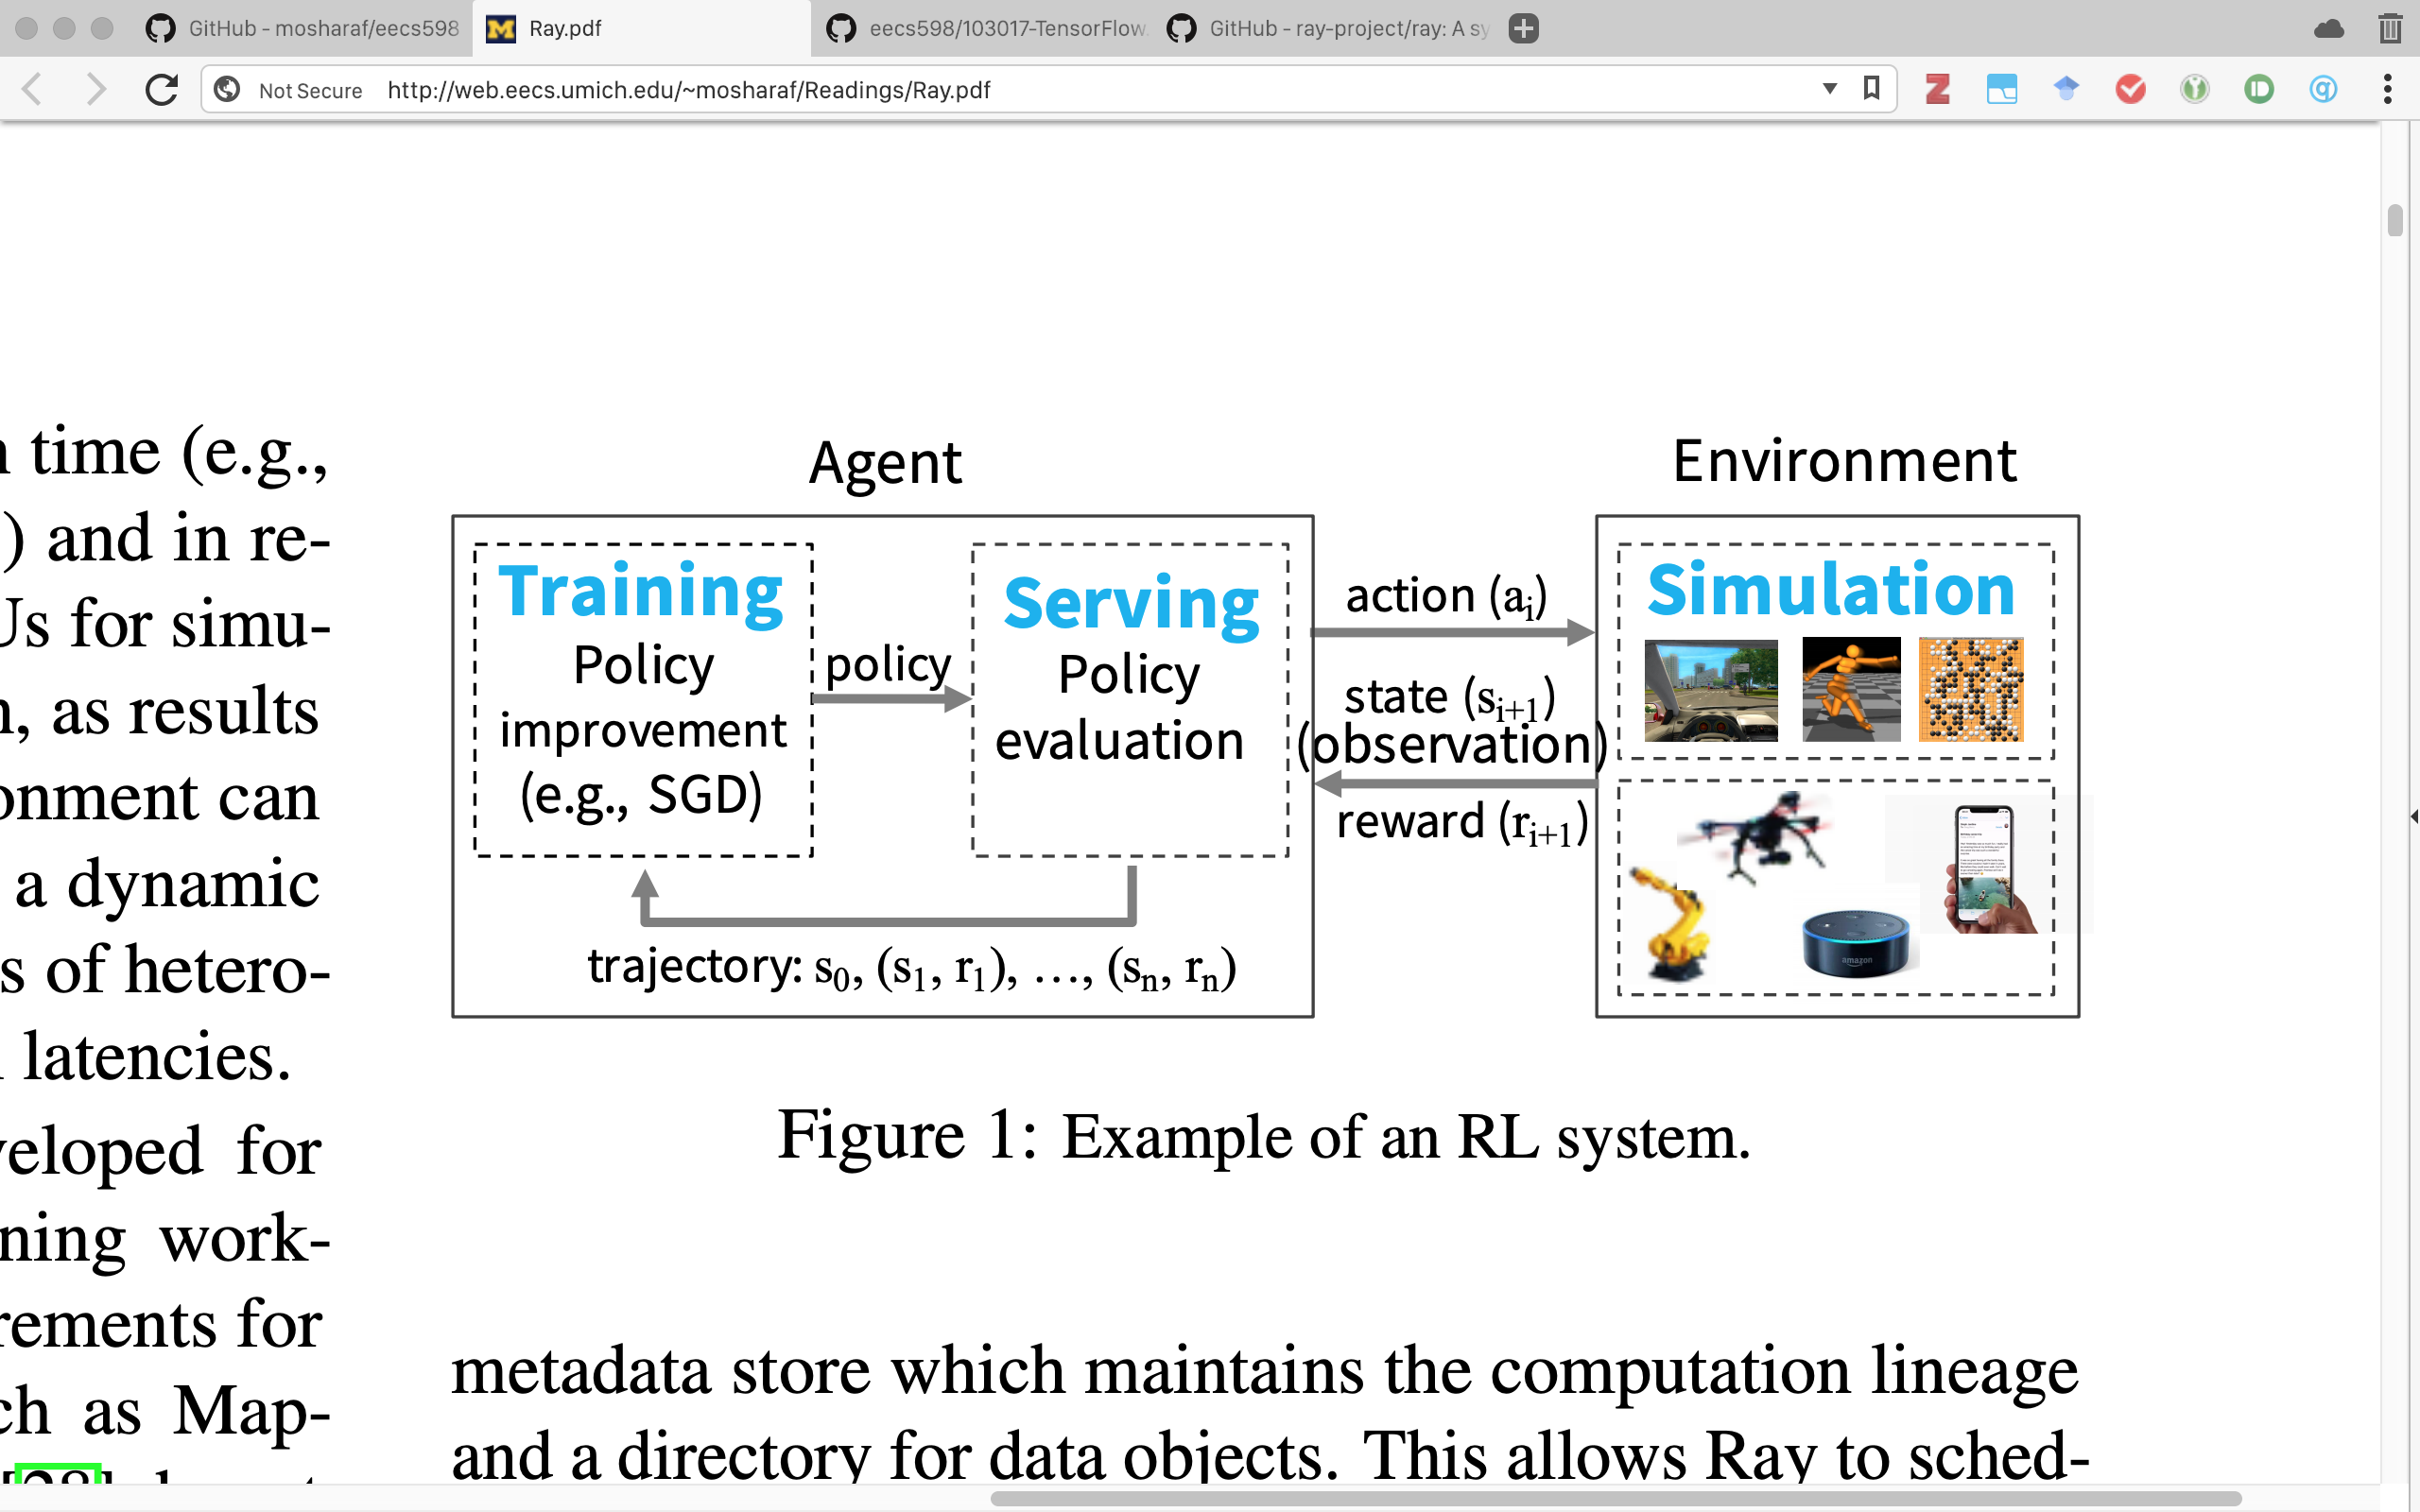 GitHub - mosharaf/eecs598
Ray.pdf
eecs598/103017-TensorFlow
GitHub - ray-project/ray: A sy
Not Secure
http://web.eecs.umich.edu/~mosharaf/Readings/Ray.pdf
time (e.g.,
) and in re-
Us for simu-
, as results
onment can
a dynamic
s of hetero-
latencies.
veloped for
ning work-
rements for
ch as Map-
Agent
Training
Policy
improvement
(e.g., SGD)
policy
Serving
Policy
evaluation
trajectory: s0, (s1, r1), ..., (sn, rn)
action (ai)
state (si+1)
(observation)
reward (ri+1)
Environment
Simulation
amazon
Figure 1: Example of an RL system.
metadata store which maintains the computation lineage
and a directory for data objects. This allows Ray to sched-